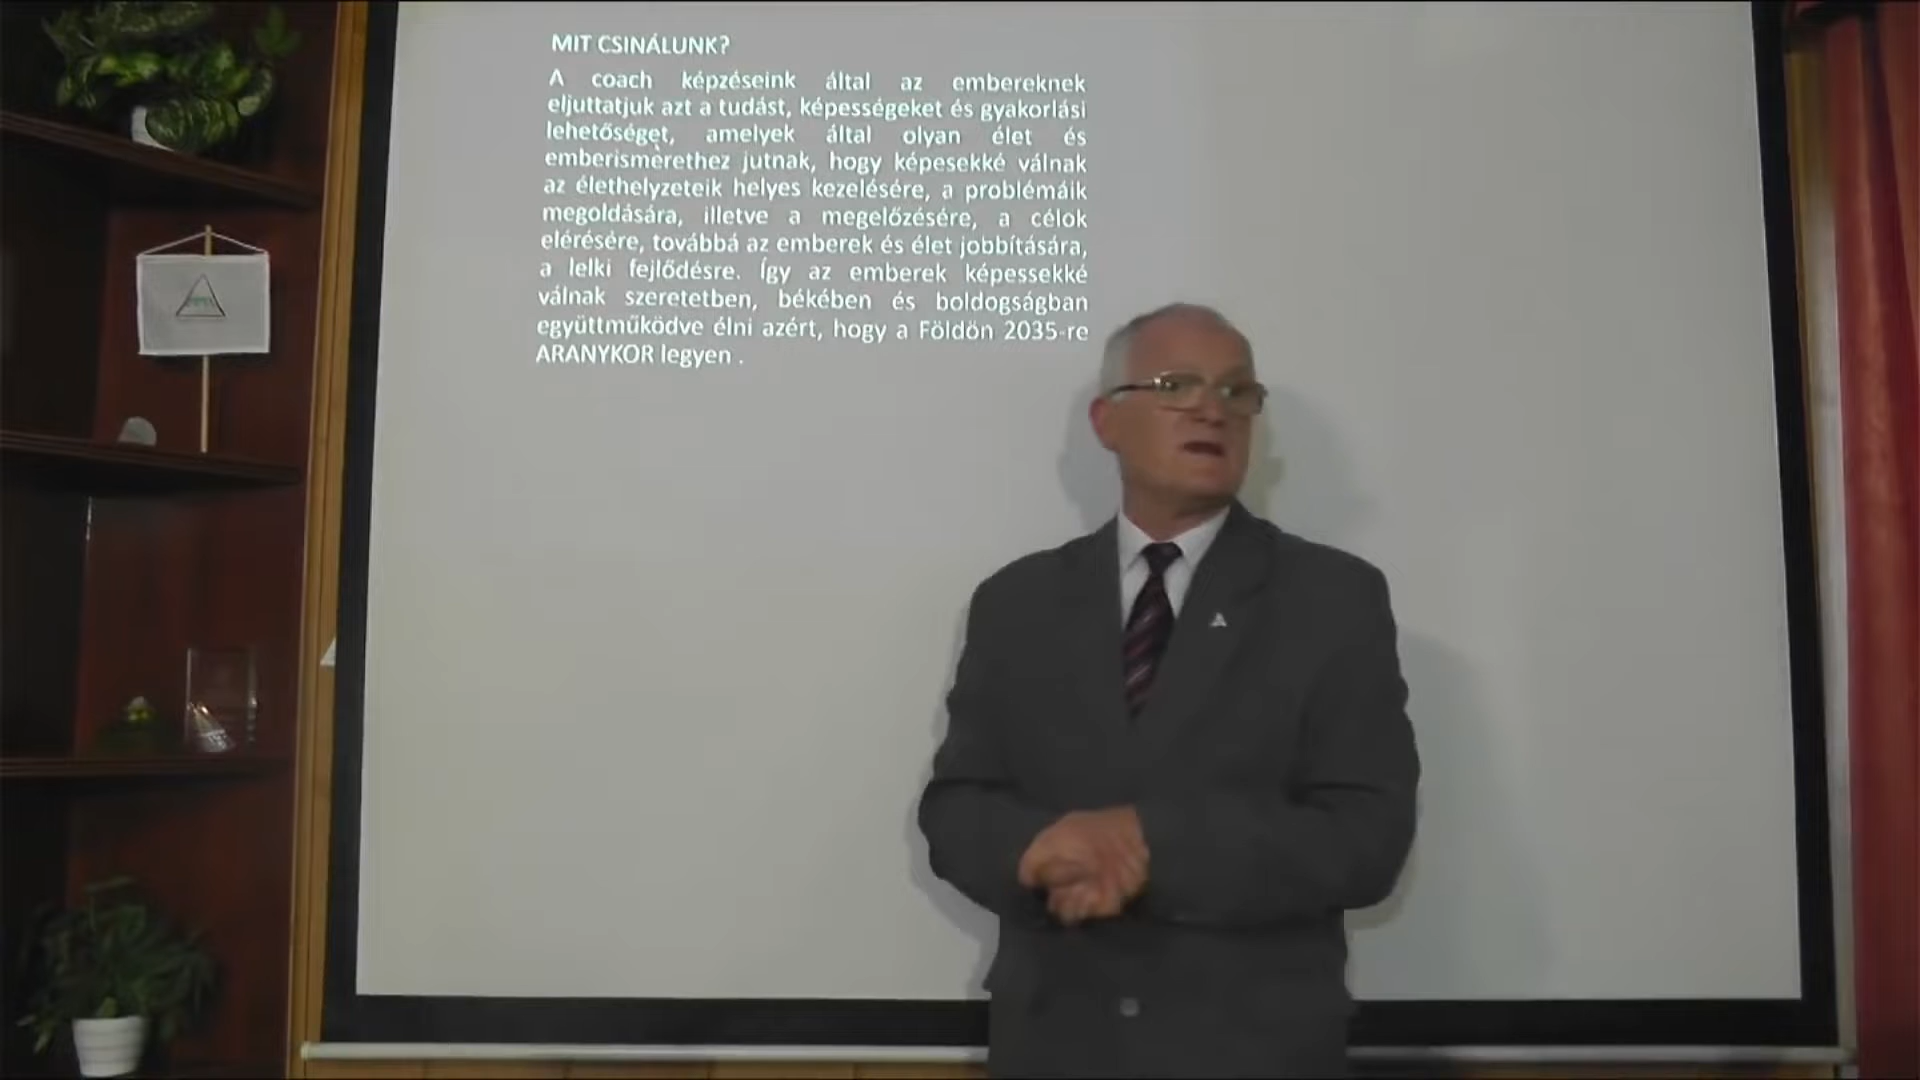 MIT CSINÁLUNK?
A coach képzéseink által az embereknek
eljuttatjuk azt a tudást, képességeket és gyakorlási
lehetőséget, amelyek által olyan élet és
emberismerethez jutnak, hogy képesekké válnak
az élethelyzeteik helyes kezelésére, a problémáik
megoldására, illetve a megelőzésére, a célok
elérésére, továbbá az emberek és élet jobbítására,
a lelki fejlődésre. Így az emberek képessekké
válnak szeretetben, békében és boldogságban
együttműködve élni azért, hogy a Földön 2035-re
ARANYKOR legyen .